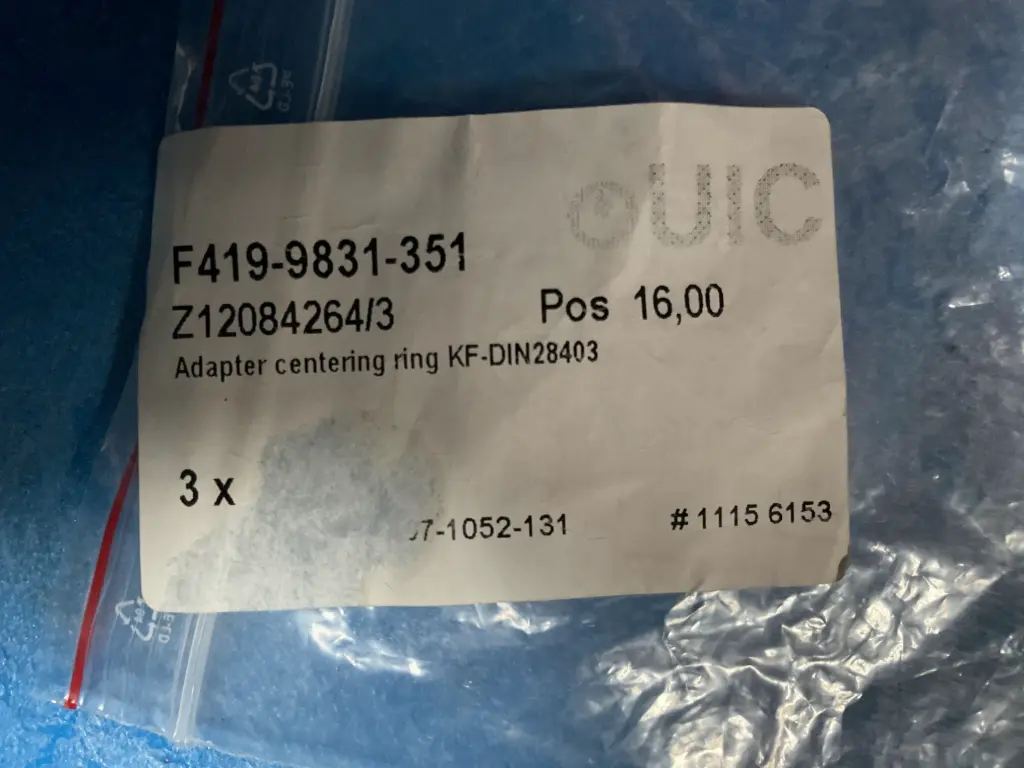 UIC
F419-9831-351
Z12084264/3 Pos 16,00
Adapter centering ring KF-DIN28403
3 x
7-1052-131 # 1115 6153